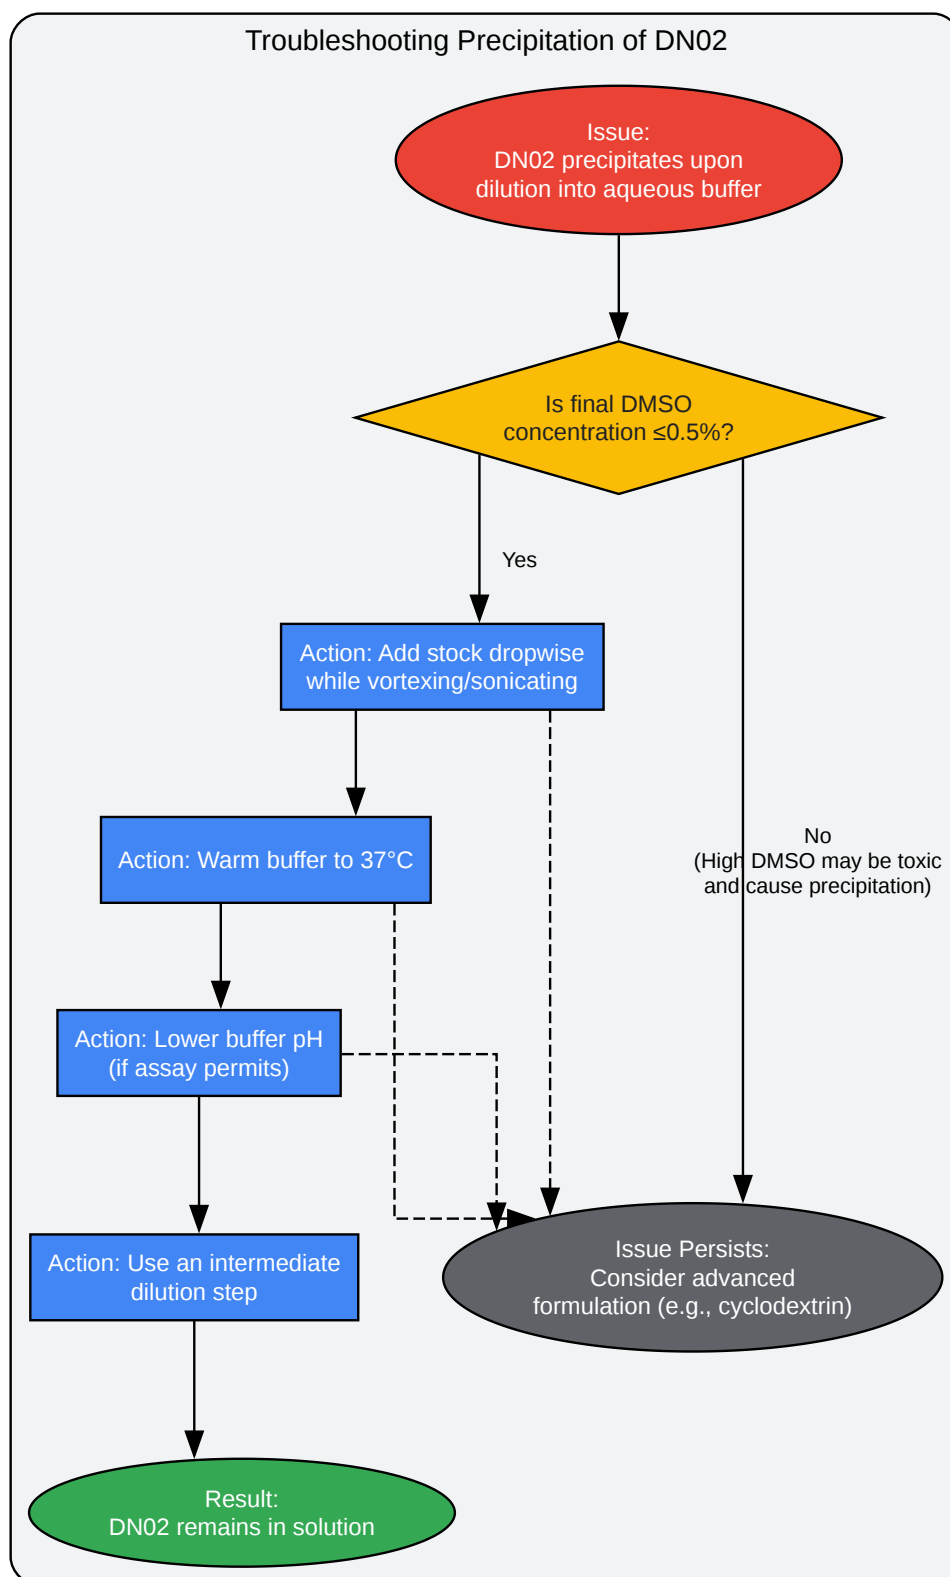 Troubleshooting Precipitation of DN02
Issue:
DN02 precipitates upon
dilution into aqueous buffer
Is final DMSO
concentration ≤0.5%?
Yes
Action: Add stock dropwise
while vortexing/sonicating
No
(High DMSO may be toxic
and cause precipitation)
Action: Warm buffer to 37°C
Action: Lower buffer pH
(if assay permits)
Action: Use an intermediate
dilution step
Issue Persists:
Consider advanced
formulation (e.g., cyclodextrin)
Result:
DN02 remains in solution